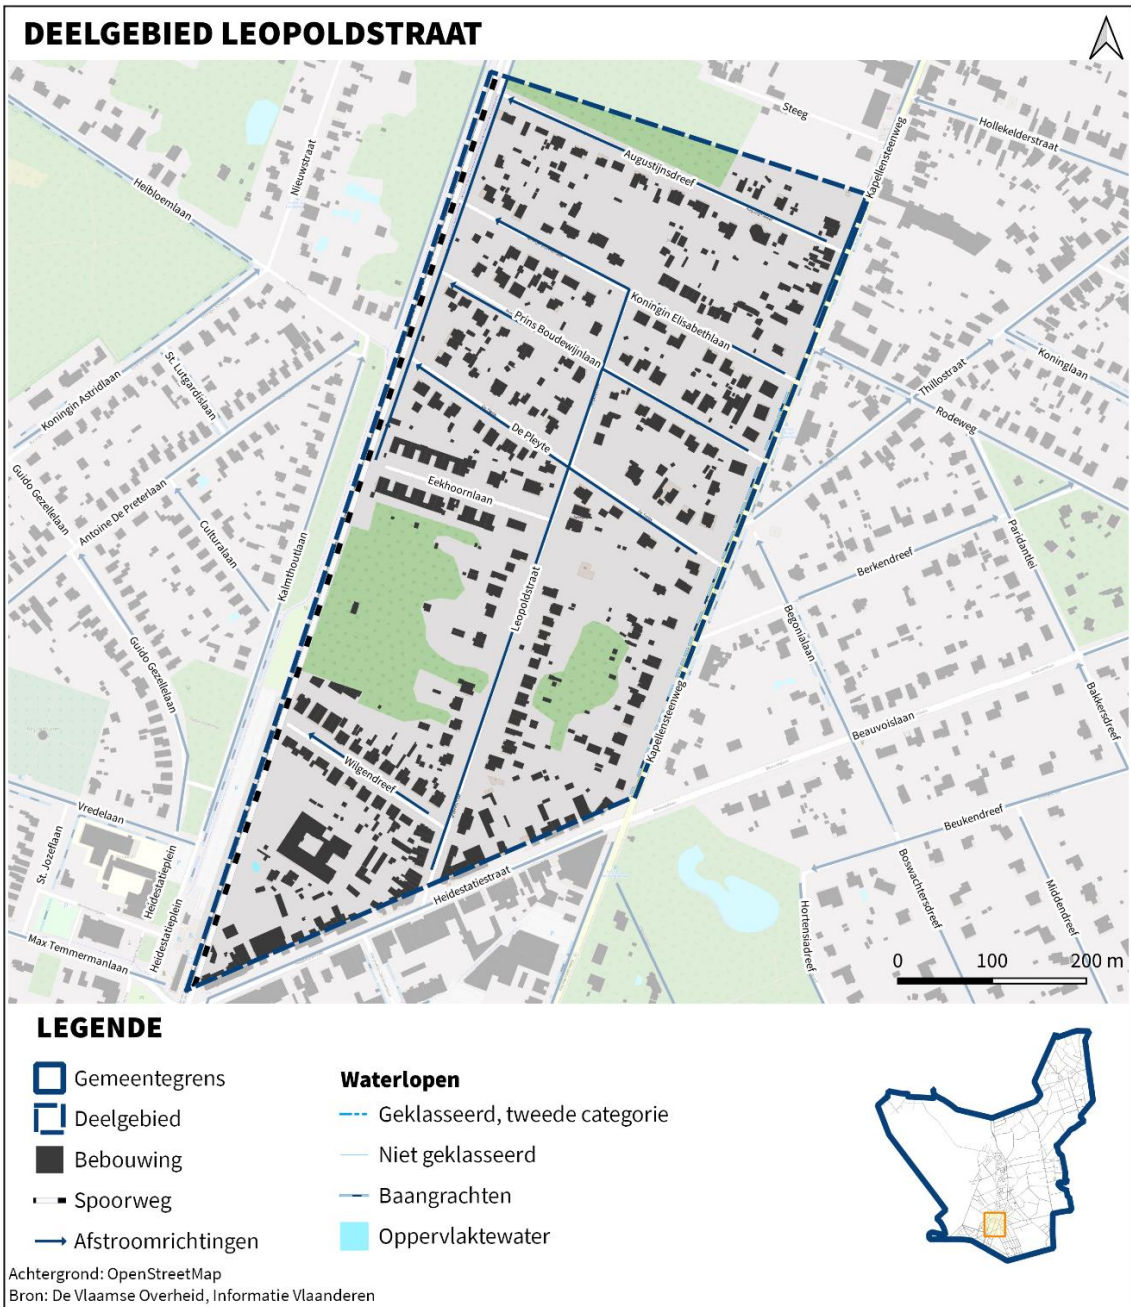 DEELGEBIED LEOPOLDSTRAAT
Steeg
Hollekelderstraat
Kapellensteenweg
Nieuwstraat
Augustijnsdreef
Heibloemlaan
Koningin Elisabethlaan
Prins Boudewijnlaan
Koninglaan
Thillostraat
St. Lutgardislaan
Koningin Astridlaan
Rodeweg
De Pleyte
Eekhoornlaan
Guido Gezellelaan
Antoine De Preterlaan
Culturalaan
Kalmthoutlaan
Paridantlei
Berkendreef
Leopoldstraat
Begonialaan
Guido Gezellelaan
Kapellensteenweg
Bakkersdreef
Beauvoislaan
Wilgendreef
Vredelaan
Beukendreef
St. Jozeflaan
Heidestatieplein
Heidestatiestraat
Boswachtersdreef
Middendreef
Hortensiadreef
Heidestatieplein
Max Temmermanlaan
0 100 200 m
LEGENDE
Gemeentegrens
Deelgebied
Bebouwing
Spoorweg
Afstroomrichtingen
Waterlopen
Geklasseerd, tweede categorie
Niet geklasseerd
Baangrachten
Oppervlaktewater
Achtergrond: OpenStreetMap
Bron: De Vlaamse Overheid, Informatie Vlaanderen